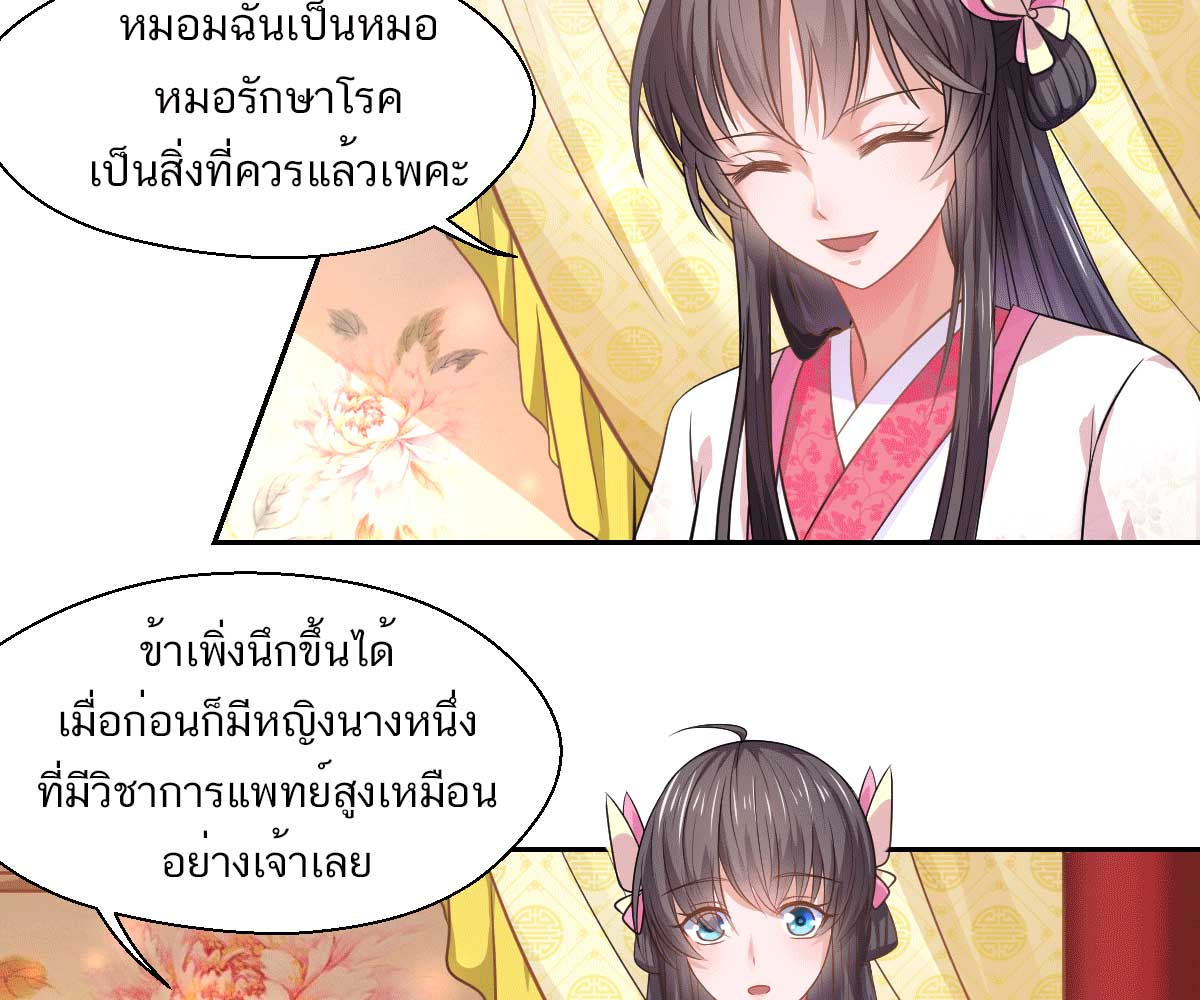 หมอมฉันเป็นหมอ
หมอรักษาโรค
เป็นสิ่งที่ควรแล้วเพคะ
ข้าเพิ่งนึกขึ้นได้
เมื่อก่อนก็มีหญิงนางหนึ่ง
ที่มีวิชาการแพทย์สูงเหมือน
อย่างเจ้าเลย